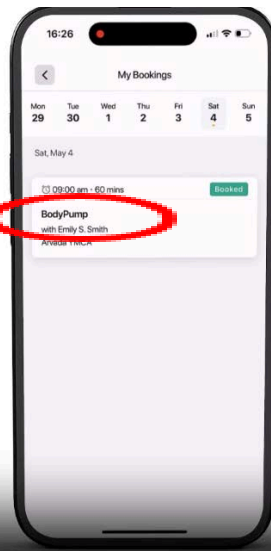 16:26
My Bookings
Mon Tue Wed Thu Fri Sat Sun
29 30 1 2 3 4 5
Sat, May 4
09:00 am - 60 mins Booked
BodyPump
with Emily S. Smith
Arvada YMCA